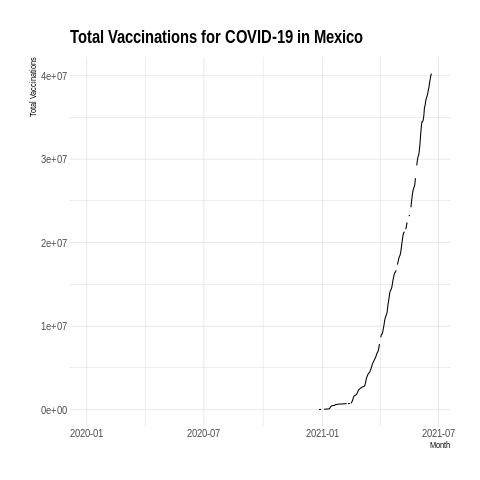 Total Vaccinations for COVID-19 in Mexico
Total Vaccinations
4e+07
3e+07
2e+07
1e+07
0e+00
2020-01 2020-07 2021-01 2021-07
Month